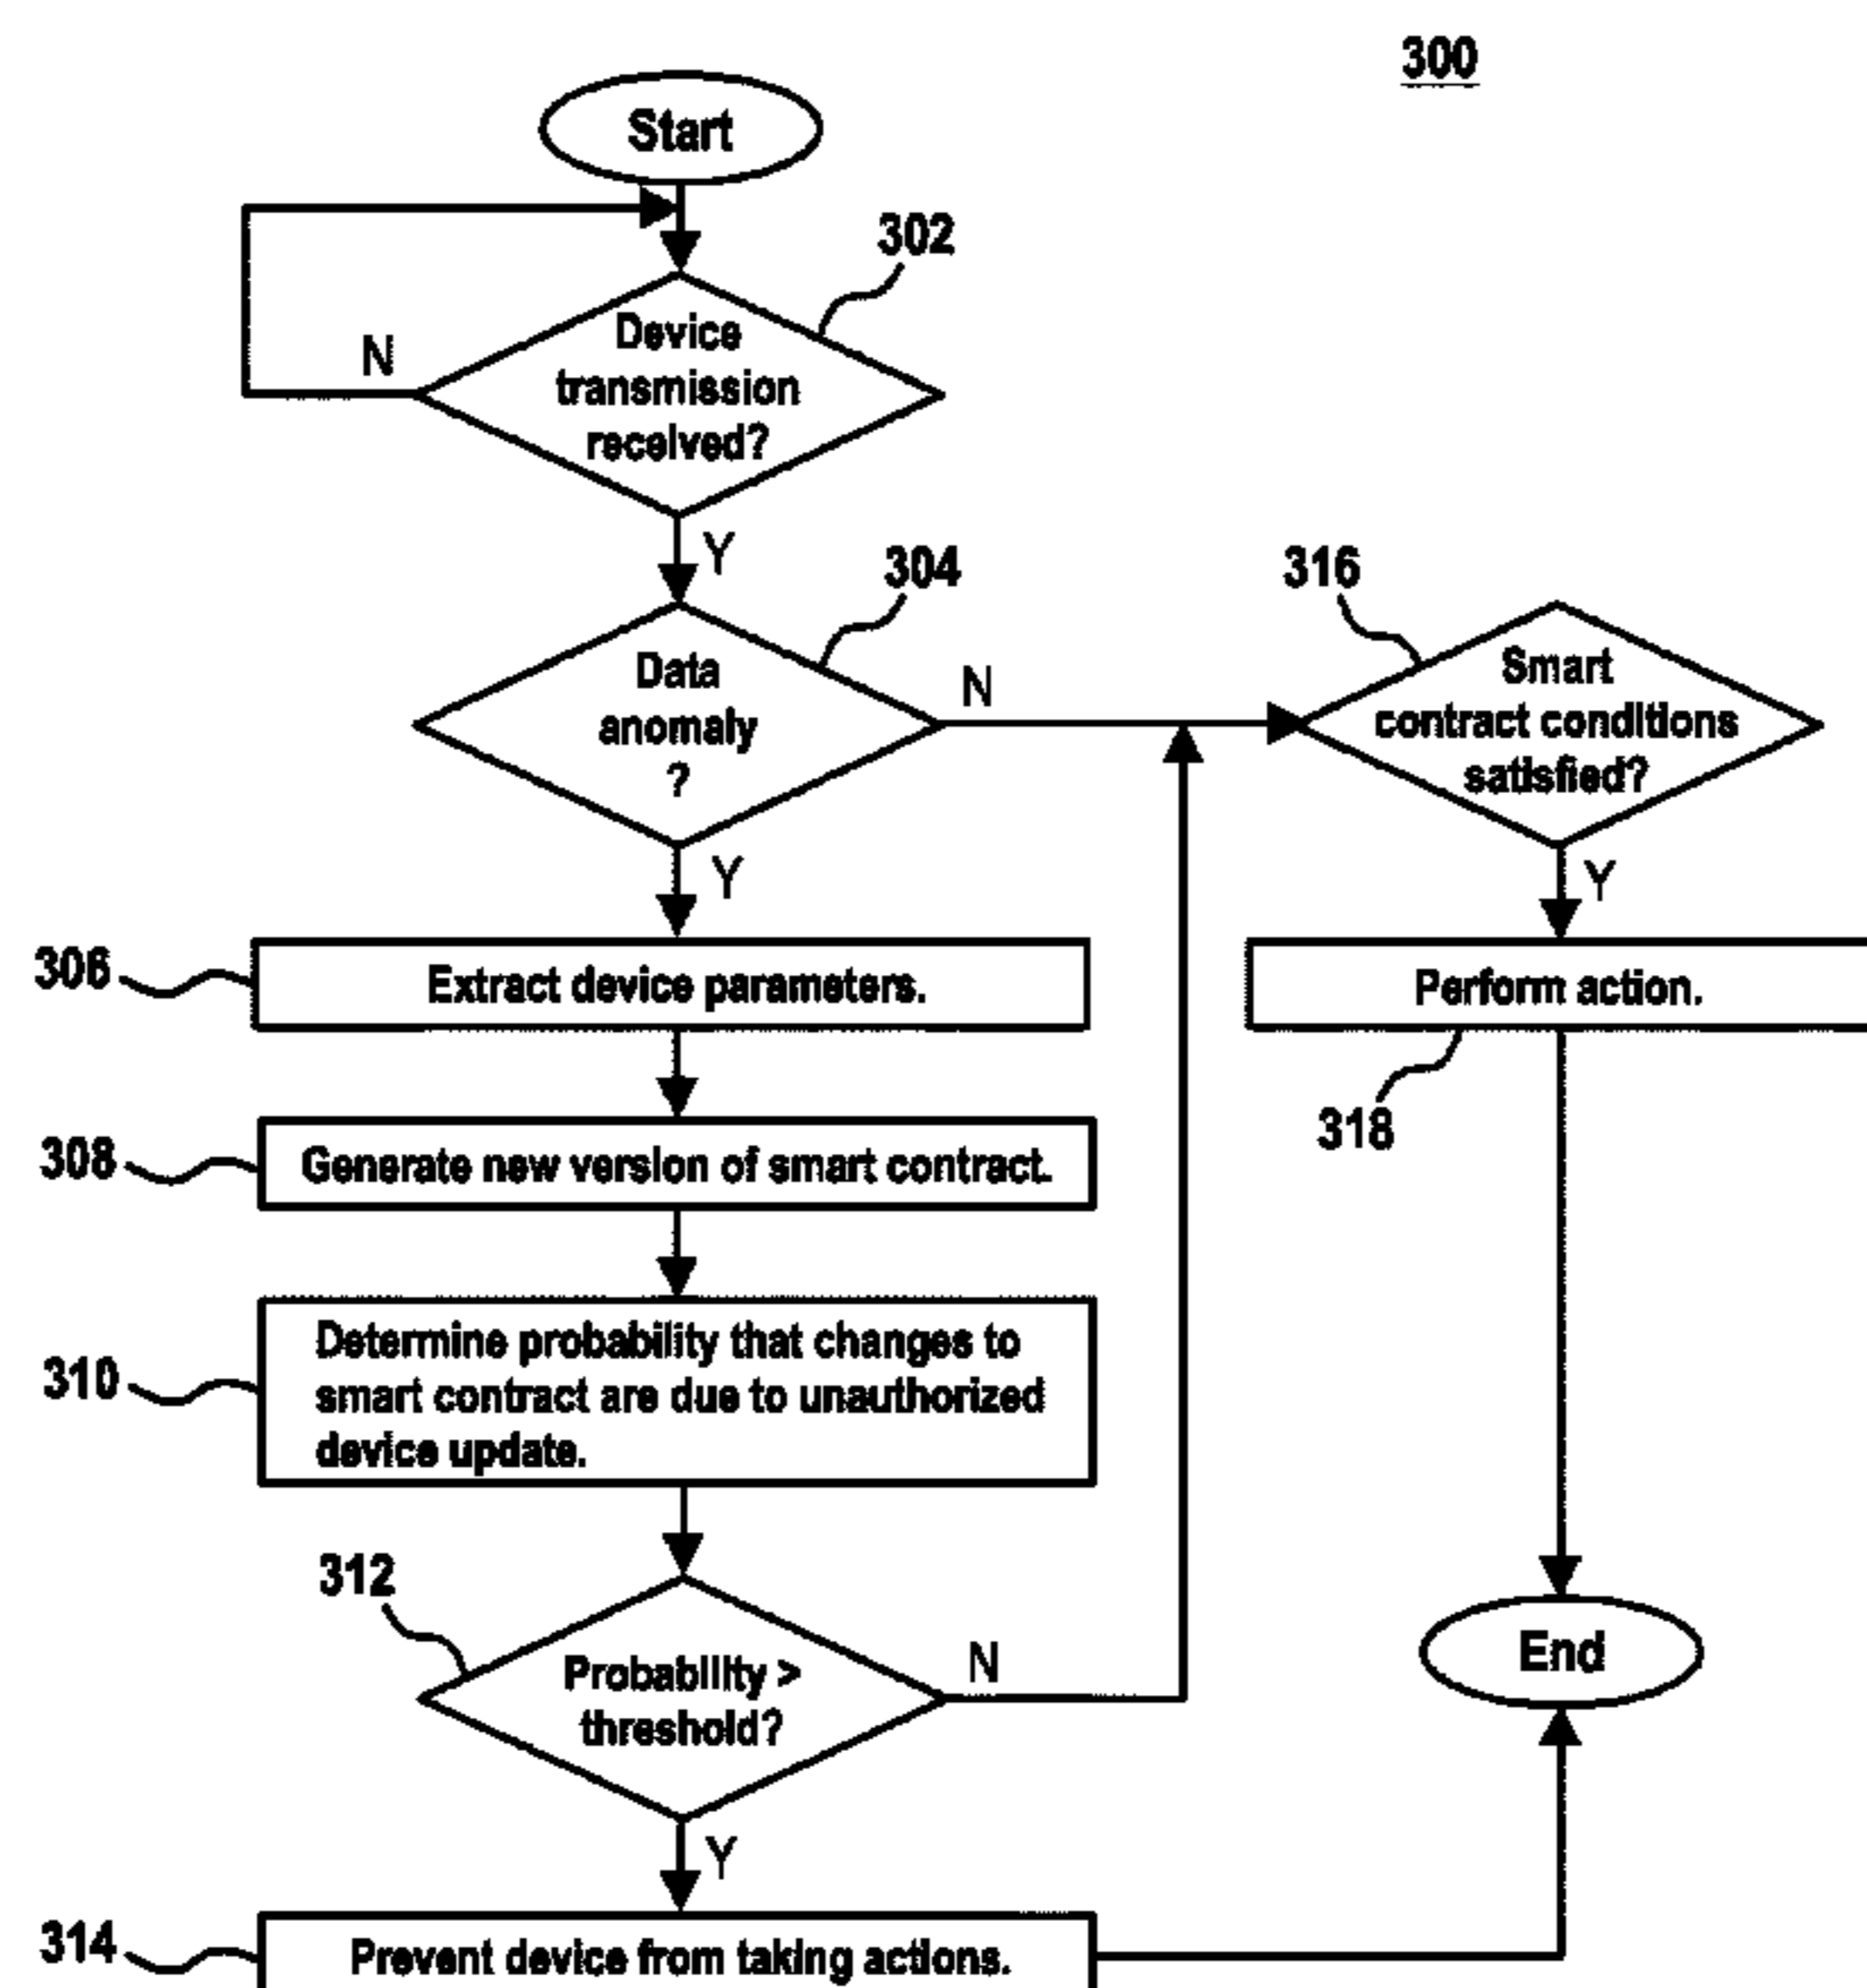 300
Start
302
Device
transmission
received?
N
Y
304
Data
anomaly
?
N
Y
316
Smart
contract conditions
satisfied?
Y
306
Extract device parameters.
Perform action.
318
308
Generate new version of smart contract.
310
Determine probability that changes to
smart contract are due to unauthorized
device update.
312
Probability >
threshold?
N
Y
End
314
Prevent device from taking actions.